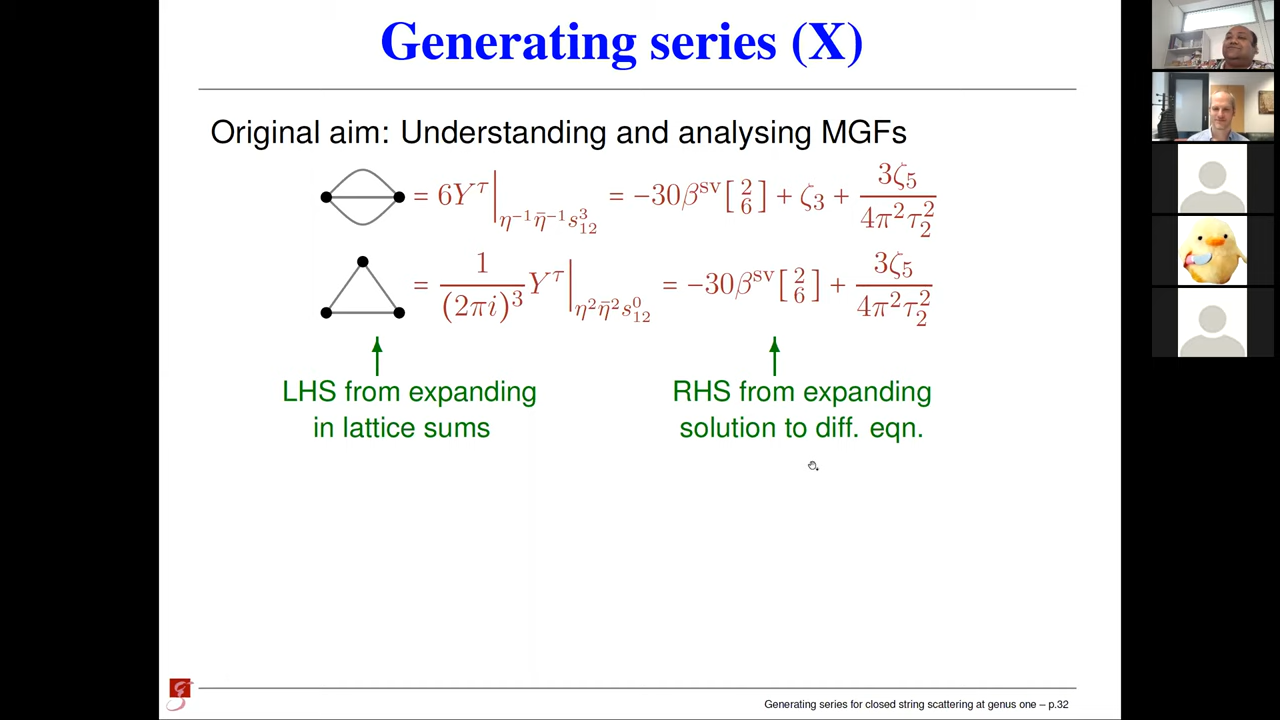 Generating series (X)
Original aim: Understanding and analysing MGFs
= 6Y^τ|_{η^{-1} η̄^{-1} s_{12}^3} = −30β^{sv}[2 6] + ζ_3 + 3ζ_5 / 4π^2τ_2^2
= 1/(2πi)^3 Y^τ|_{η^2 η̄^2 s_{12}^0} = −30β^{sv}[2 6] + 3ζ_5 / 4π^2τ_2^2
LHS from expanding
in lattice sums
RHS from expanding
solution to diff. eqn.
Generating series for closed string scattering at genus one – p.32